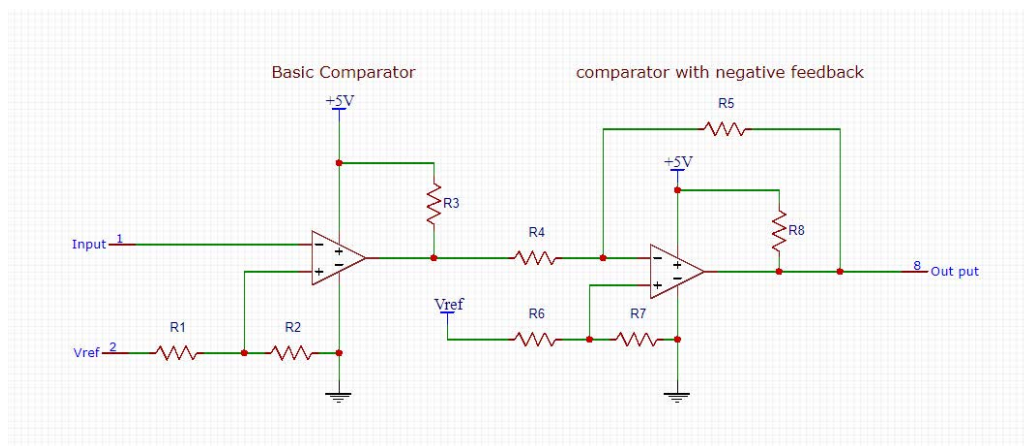 Basic Comparator
comparator with negative feedback
+5V
R5
+5V
R3
R8
Input 1
R4
8 Out put
Vref
R1
R2
R6
R7
Vref 2